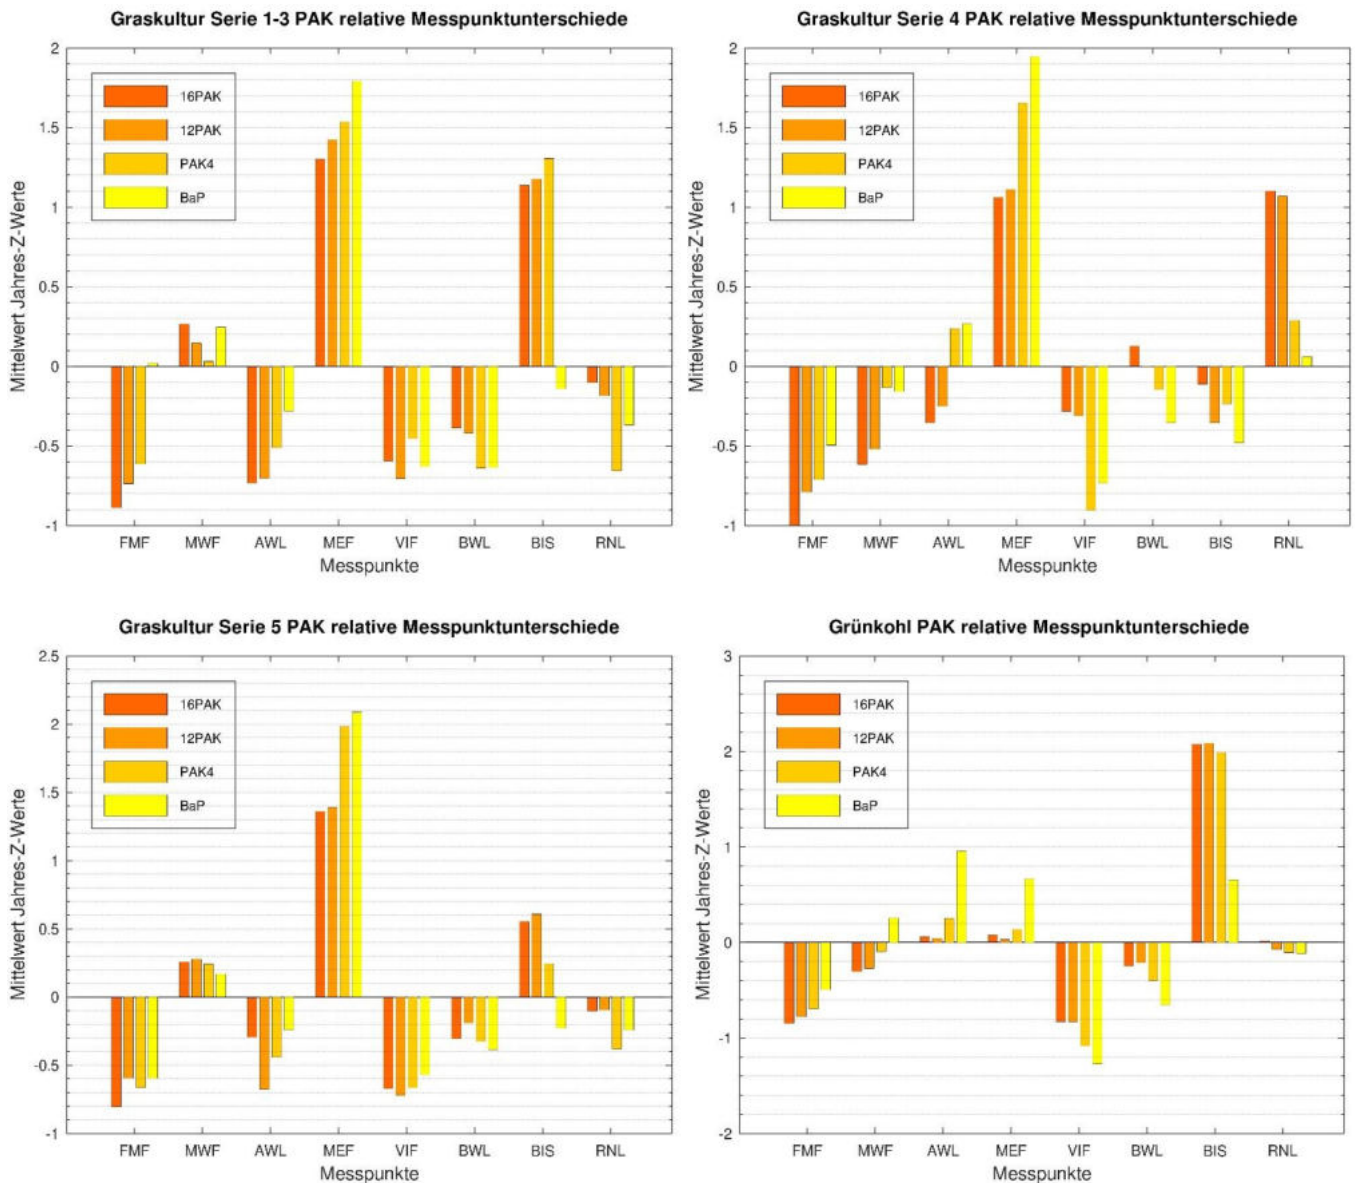 Graskultur Serie 1-3 PAK relative Messpunktunterschiede
2
1.5
1
0.5
0
-0.5
-1
Mittelwert Jahres-Z-Werte
16PAK
12PAK
PAK4
BaP
FMF MWF AWL MEF VIF BWL BIS RNL
Messpunkte
Graskultur Serie 4 PAK relative Messpunktunterschiede
2
1.5
1
0.5
0
-0.5
-1
Mittelwert Jahres-Z-Werte
16PAK
12PAK
PAK4
BaP
FMF MWF AWL MEF VIF BWL BIS RNL
Messpunkte
Graskultur Serie 5 PAK relative Messpunktunterschiede
2.5
2
1.5
1
0.5
0
-0.5
-1
Mittelwert Jahres-Z-Werte
16PAK
12PAK
PAK4
BaP
FMF MWF AWL MEF VIF BWL BIS RNL
Messpunkte
Grünkohl PAK relative Messpunktunterschiede
3
2
1
0
-1
-2
Mittelwert Jahres-Z-Werte
16PAK
12PAK
PAK4
BaP
FMF MWF AWL MEF VIF BWL BIS RNL
Messpunkte